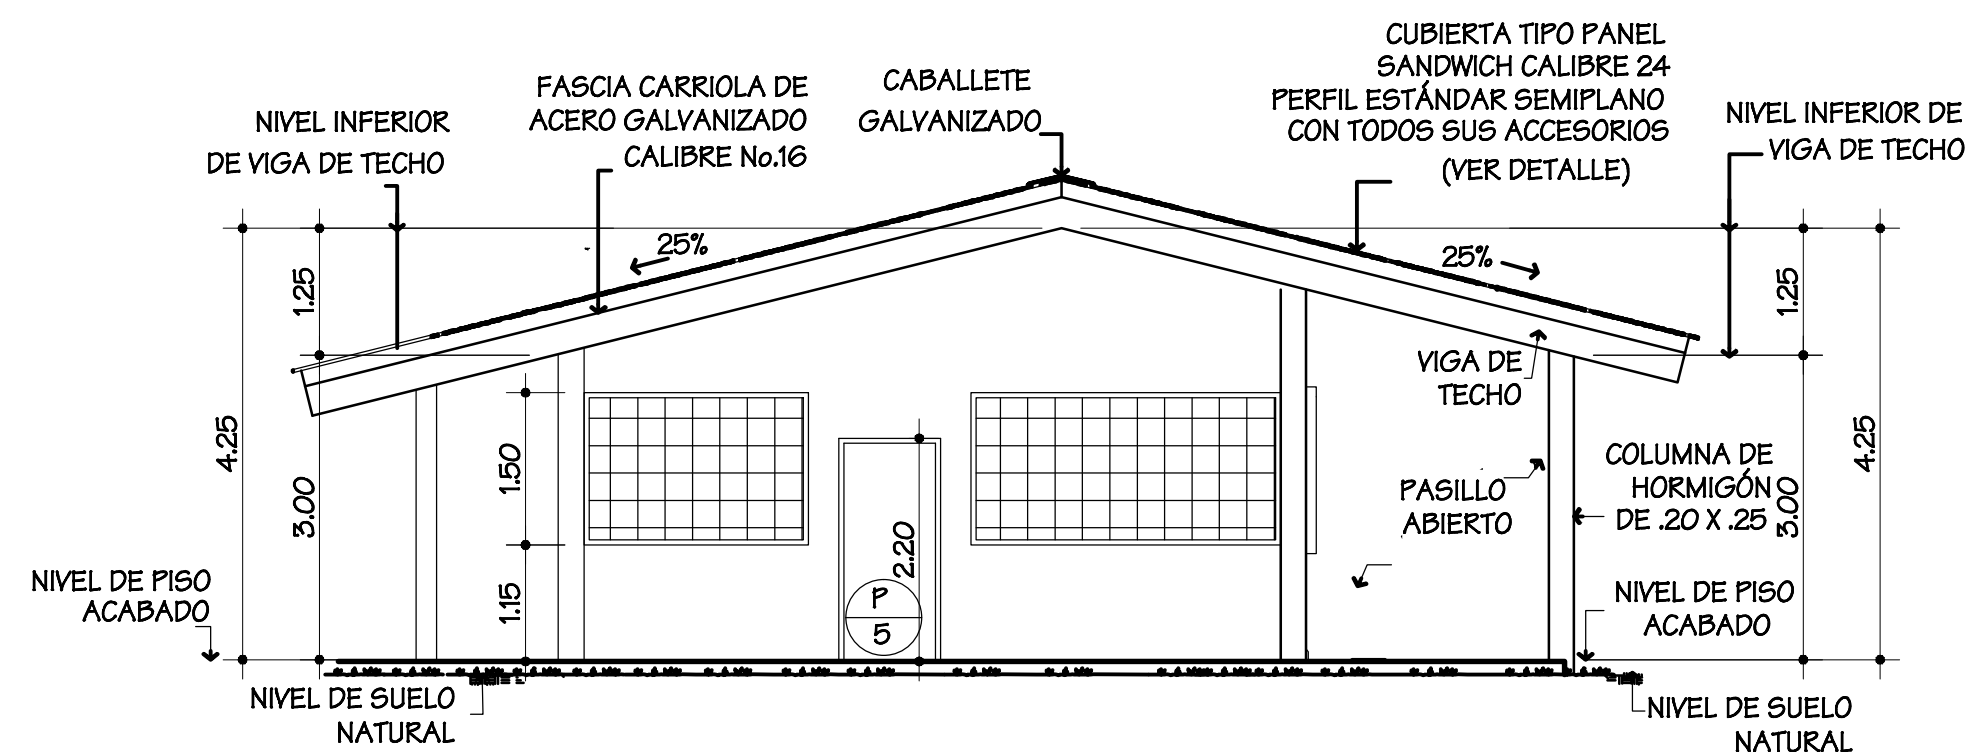 CUBIERTA TIPO PANEL
SANDWICH CALIBRE 24
PERFIL ESTÁNDAR SEMIPLANO
CON TODOS SUS ACCESORIOS
(VER DETALLE)
FASCIA CARRIOLA DE
ACERO GALVANIZADO
CALIBRE No.16
CABALLETE
GALVANIZADO
NIVEL INFERIOR
DE VIGA DE TECHO
NIVEL INFERIOR DE
VIGA DE TECHO
25%
25%
1.25
1.25
4.25
3.00
1.50
1.15
2.20
P
5
VIGA DE
TECHO
PASILLO
ABIERTO
COLUMNA DE
HORMIGÓN
DE .20 X .25
3.00
4.25
NIVEL DE PISO
ACABADO
NIVEL DE PISO
ACABADO
NIVEL DE SUELO
NATURAL
NIVEL DE SUELO
NATURAL